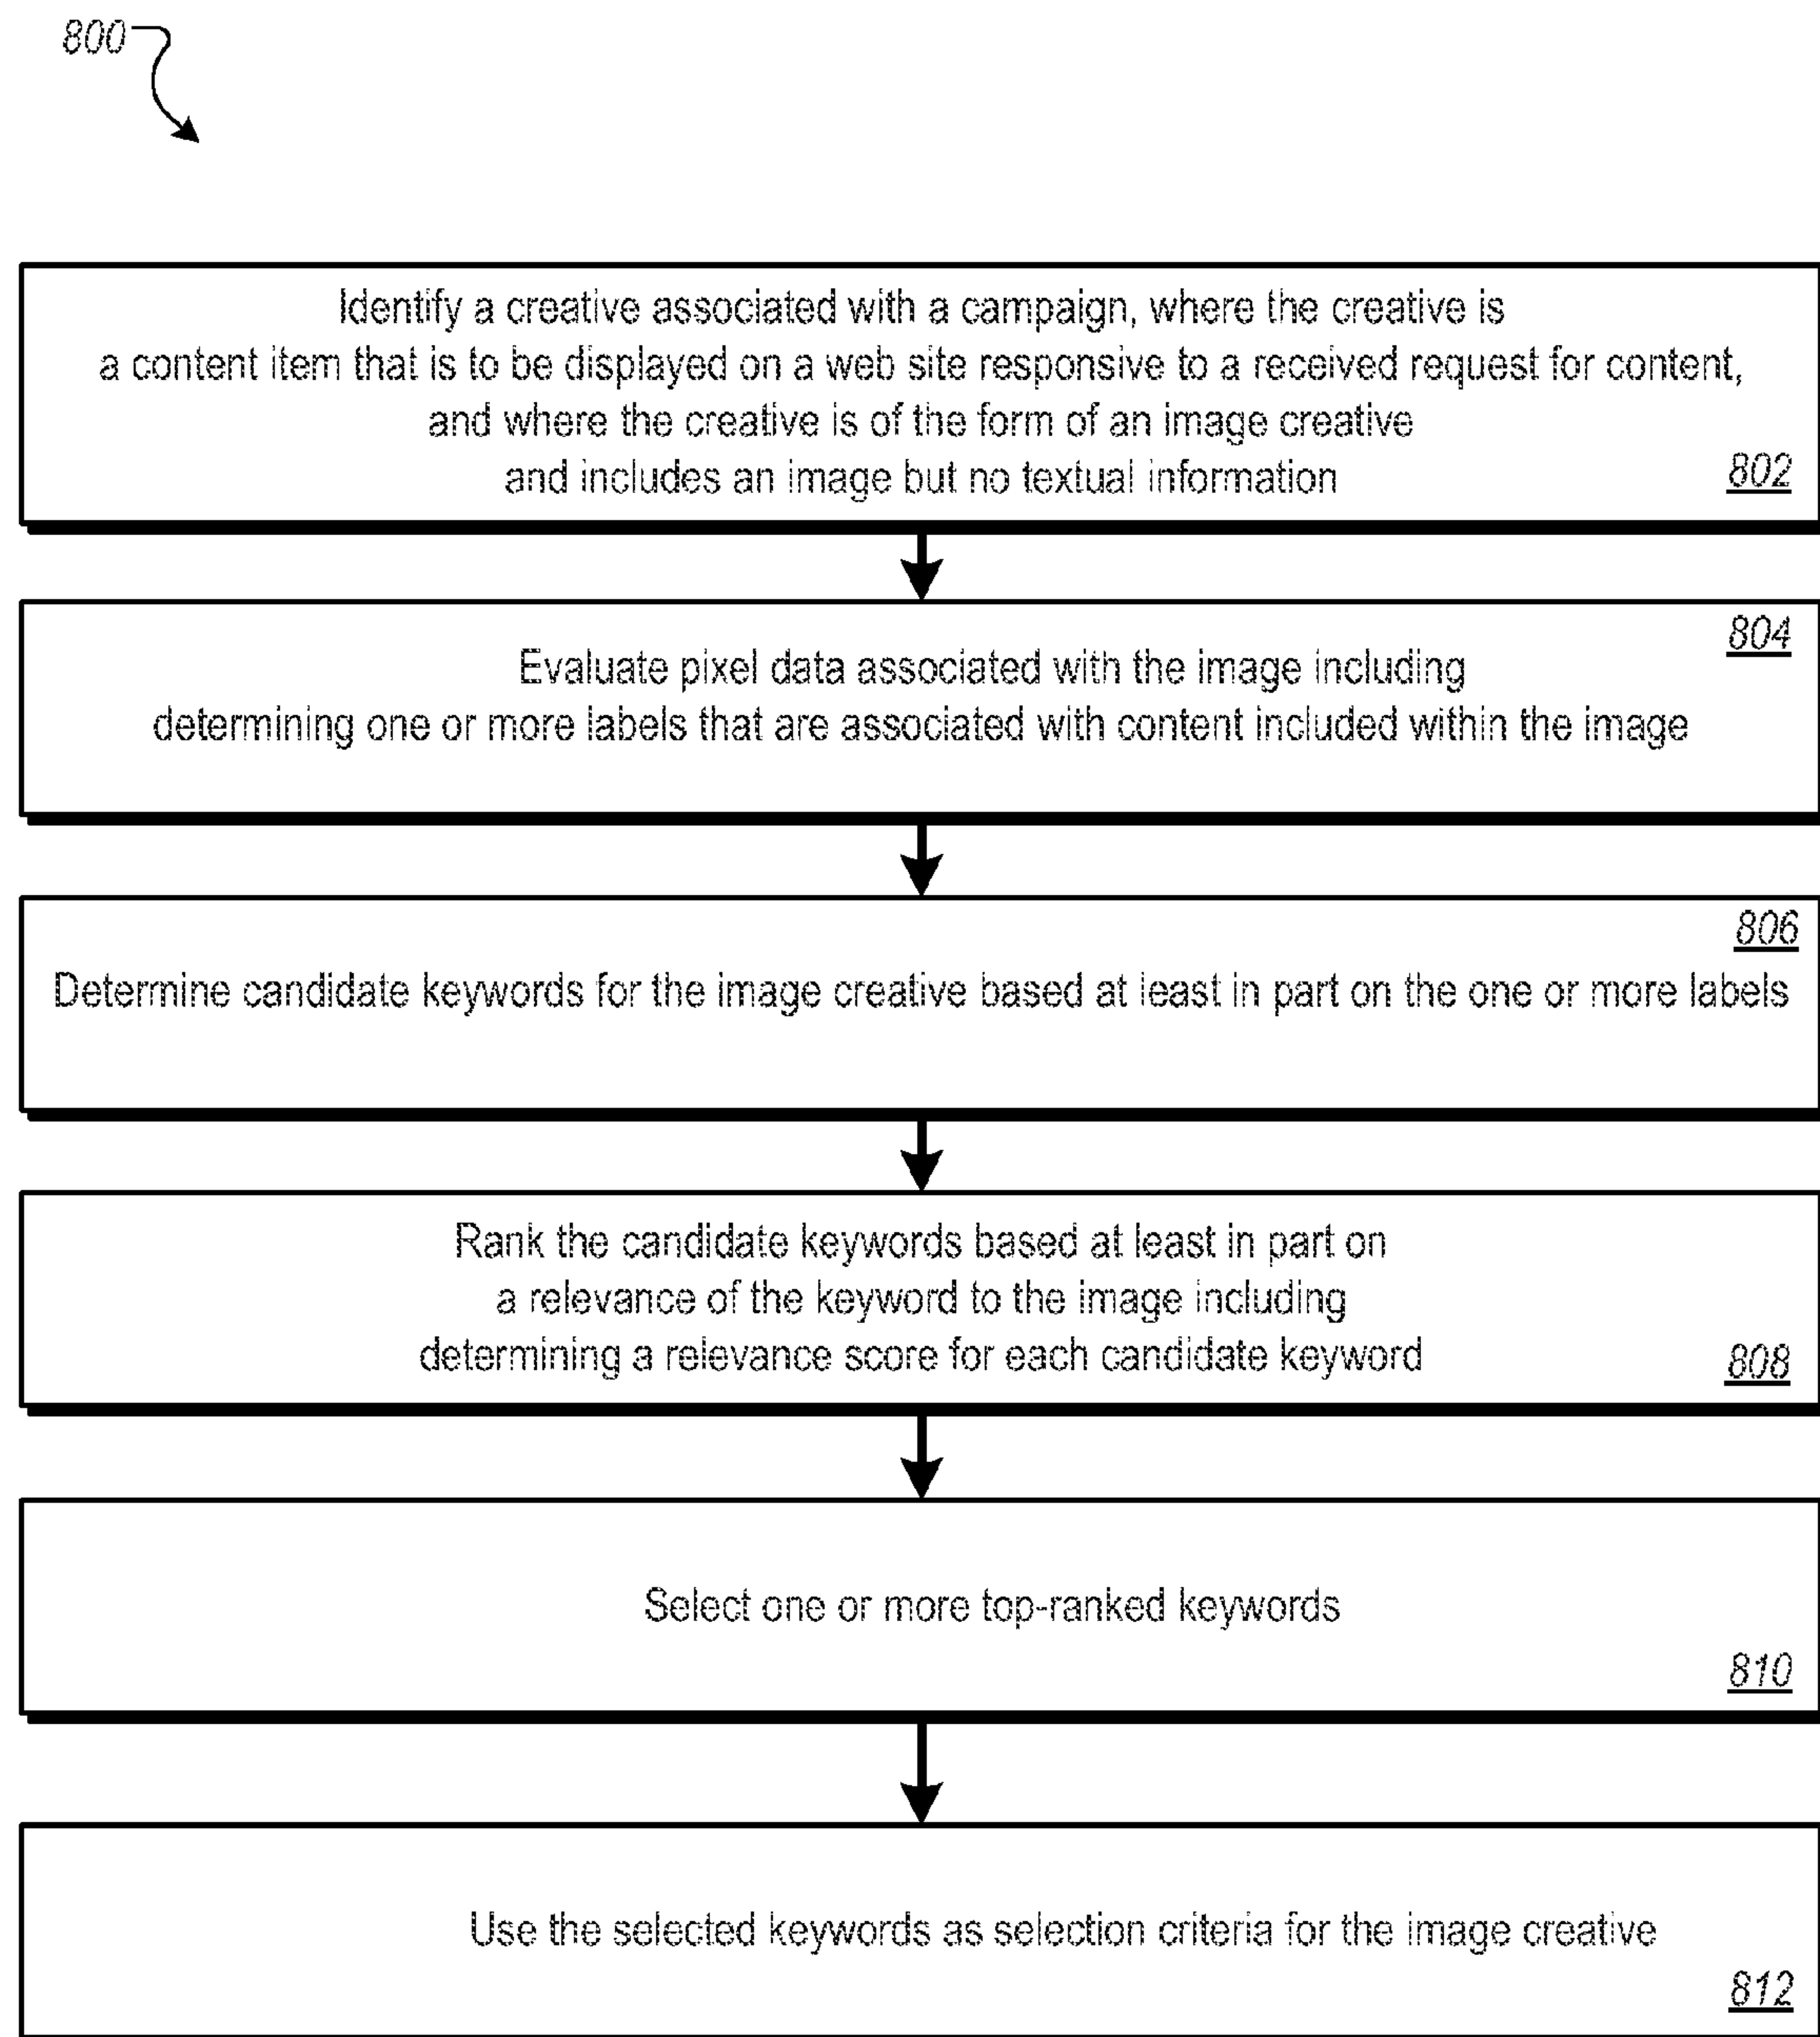 800
Identify a creative associated with a campaign, where the creative is
a content item that is to be displayed on a web site responsive to a received request for content,
and where the creative is of the form of an image creative
and includes an image but no textual information
802
804
Evaluate pixel data associated with the image including
determining one or more labels that are associated with content included within the image
806
Determine candidate keywords for the image creative based at least in part on the one or more labels
Rank the candidate keywords based at least in part on
a relevance of the keyword to the image including
determining a relevance score for each candidate keyword
808
Select one or more top-ranked keywords
810
Use the selected keywords as selection criteria for the image creative
812